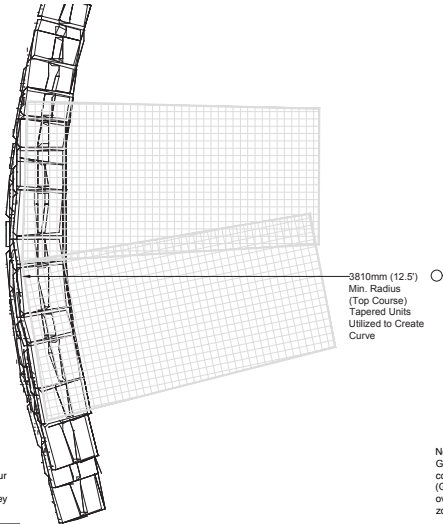 3810mm (12.5')
Min. Radius
(Top Course)
Tapered Units
Utilized to Create
Curve